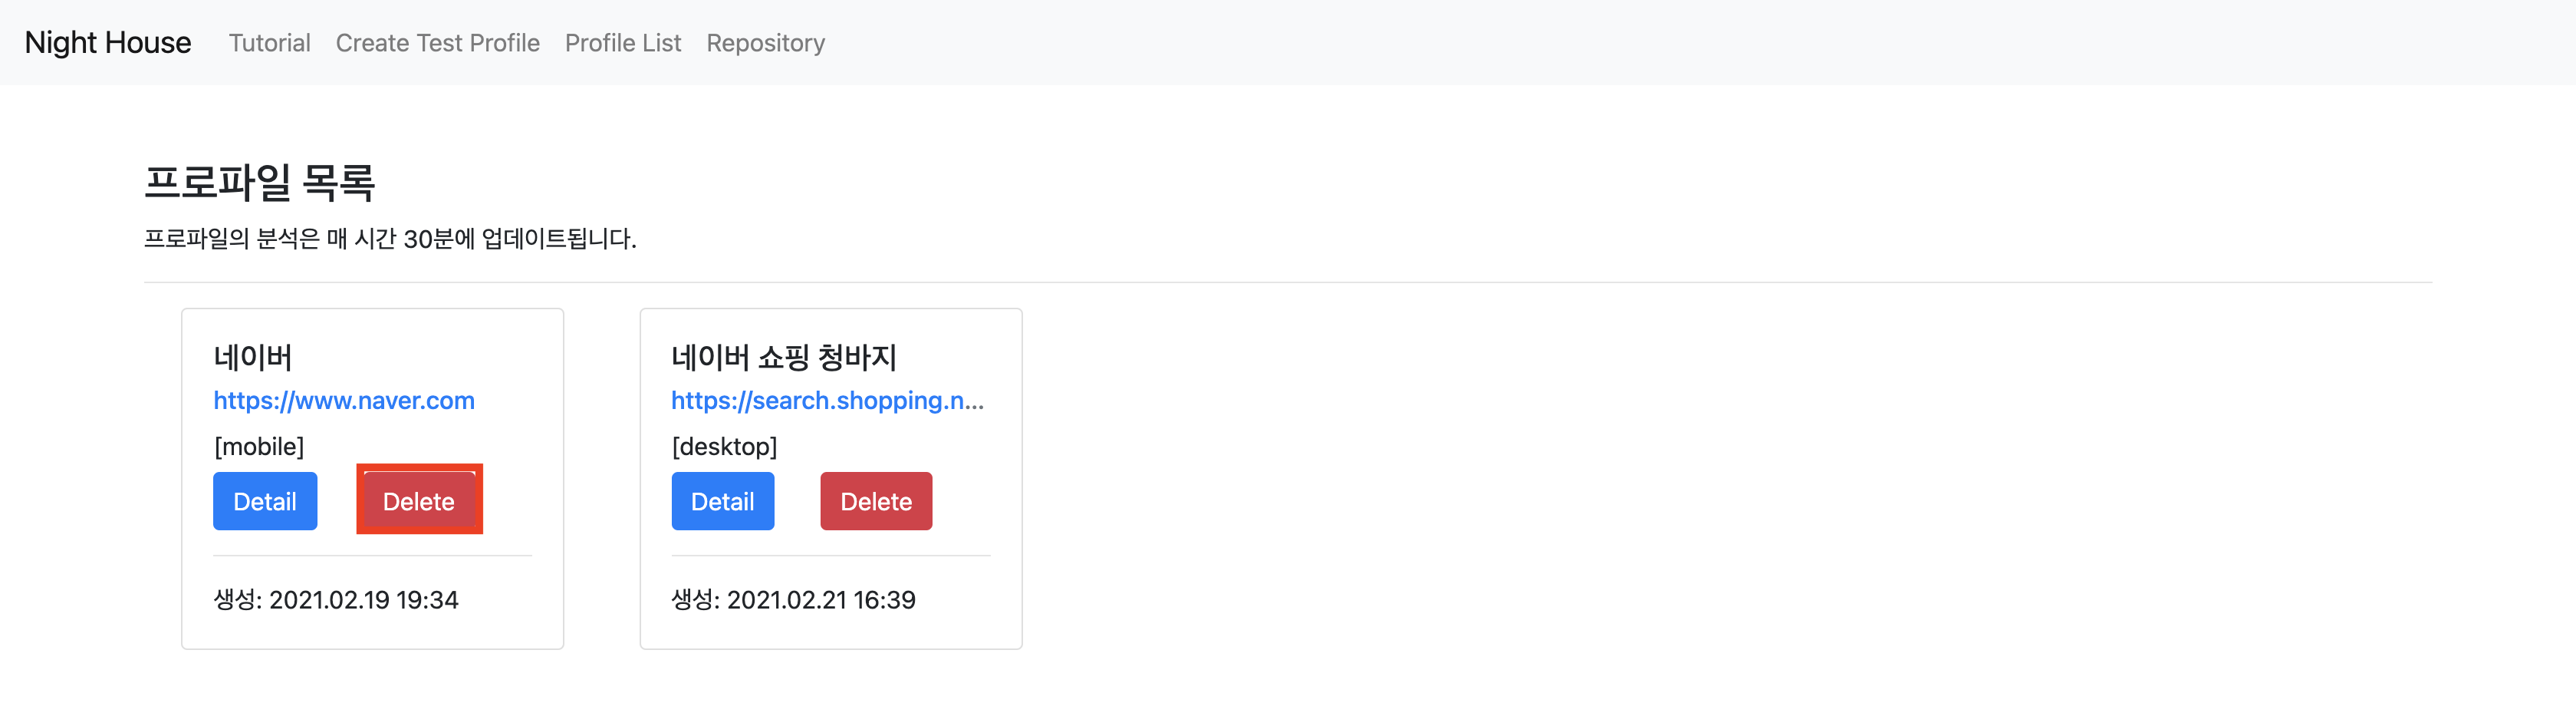 Night House Tutorial Create Test Profile Profile List Repository
프로파일 목록
프로파일의 분석은 매 시간 30분에 업데이트됩니다.
네이버
https://www.naver.com
[mobile]
Detail Delete
생성: 2021.02.19 19:34
네이버 쇼핑 청바지
https://search.shopping.n...
[desktop]
Detail Delete
생성: 2021.02.21 16:39